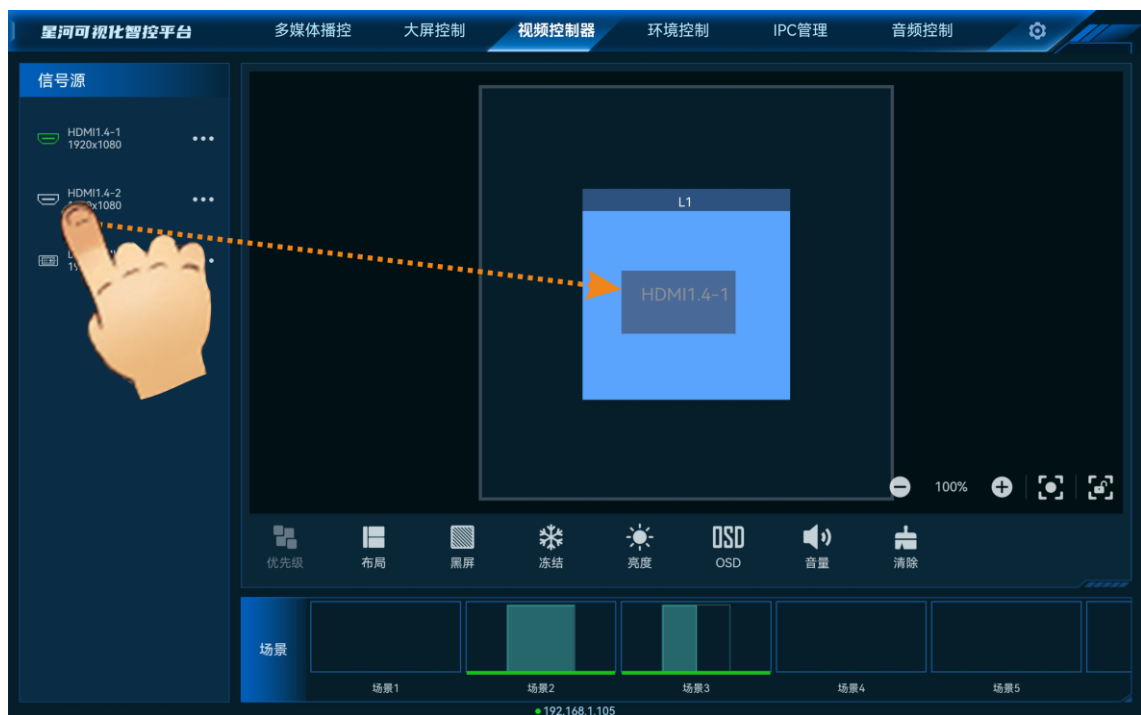 星河可视化智控平台
多媒体播控
大屏控制
视频控制器
环境控制
IPC管理
音频控制
信号源
HDMI1.4-1
1920x1080
HDMI1.4-2
x1080
L1
HDMI1.4-1
100%
优先级
布局
黑屏
冻结
亮度
OSD
OSD
音量
清除
场景
场景1
场景2
场景3
场景4
场景5
192.168.1.105